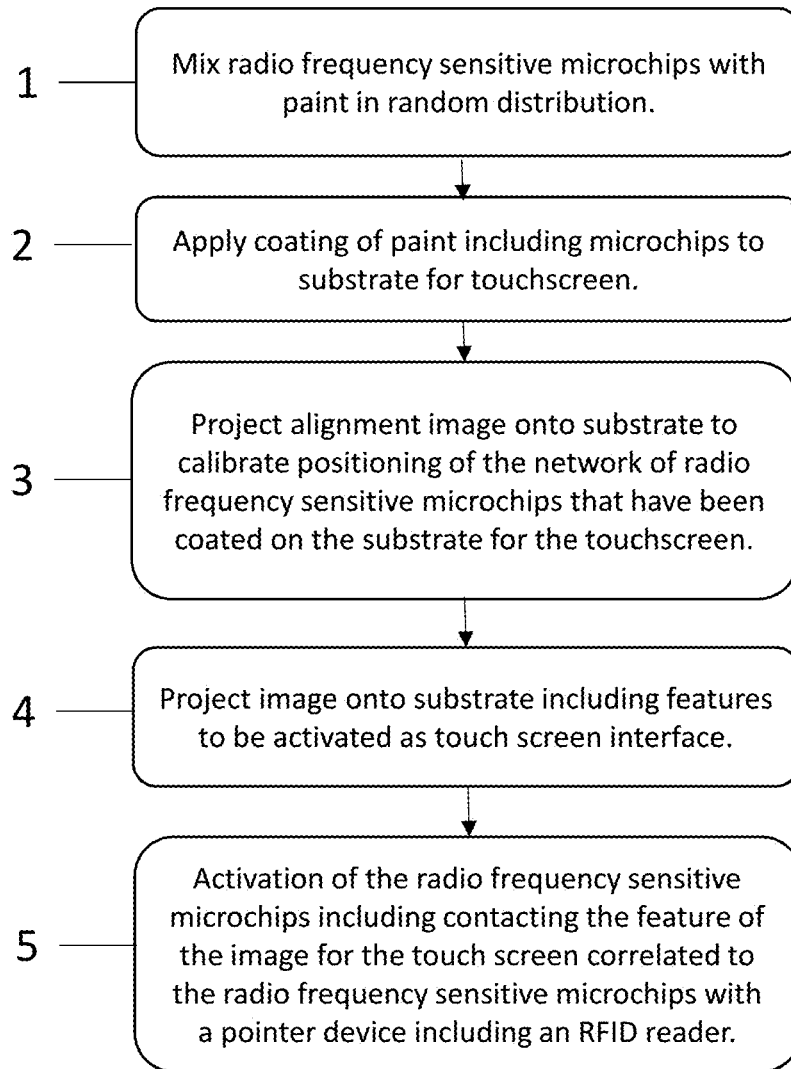 1
Mix radio frequency sensitive microchips with
paint in random distribution.
2
Apply coating of paint including microchips to
substrate for touchscreen.
3
Project alignment image onto substrate to
calibrate positioning of the network of radio
frequency sensitive microchips that have been
coated on the substrate for the touchscreen.
4
Project image onto substrate including features
to be activated as touch screen interface.
5
Activation of the radio frequency sensitive
microchips including contacting the feature of
the image for the touch screen correlated to
the radio frequency sensitive microchips with
a pointer device including an RFID reader.